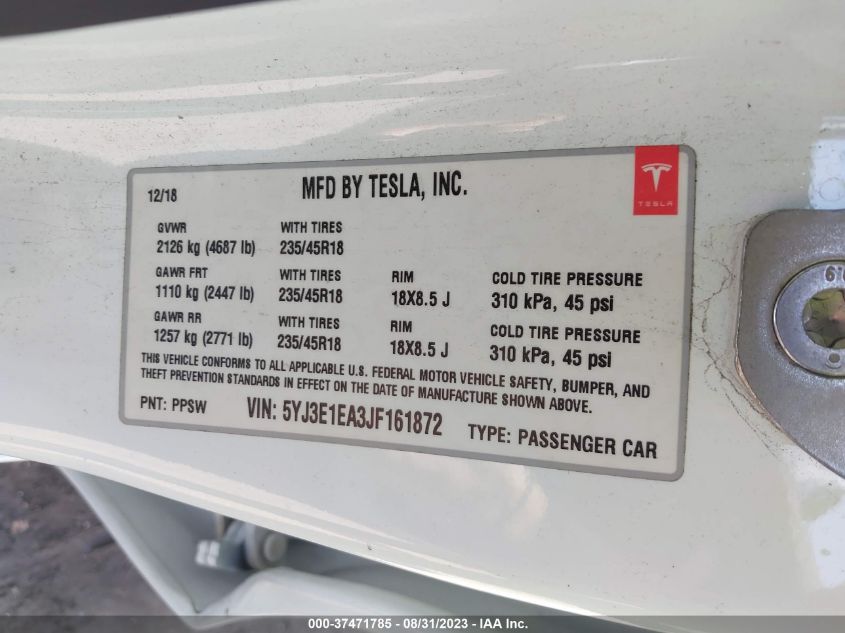 12/18
MFD BY TESLA, INC.
TESLA
GVWR WITH TIRES
2126 kg (4687 lb) 235/45R18
GAWR FRT WITH TIRES RIM COLD TIRE PRESSURE
1110 kg (2447 lb) 235/45R18 18X8.5 J 310 kPa, 45 psi
GAWR RR WITH TIRES RIM COLD TIRE PRESSURE
1257 kg (2771 lb) 235/45R18 18X8.5 J 310 kPa, 45 psi
THIS VEHICLE CONFORMS TO ALL APPLICABLE U.S. FEDERAL MOTOR VEHICLE SAFETY, BUMPER, AND
THEFT PREVENTION STANDARDS IN EFFECT ON THE DATE OF MANUFACTURE SHOWN ABOVE.
PNT: PPSW VIN: 5YJ3E1EA3JF161872 TYPE: PASSENGER CAR
000-37471785 - 08/31/2023 - IAA Inc.